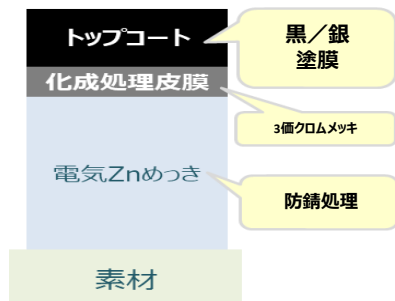 トップコート
黒／銀
塗膜
化成処理皮膜
3価クロムメッキ
電気Znめっき
防錆処理
素材